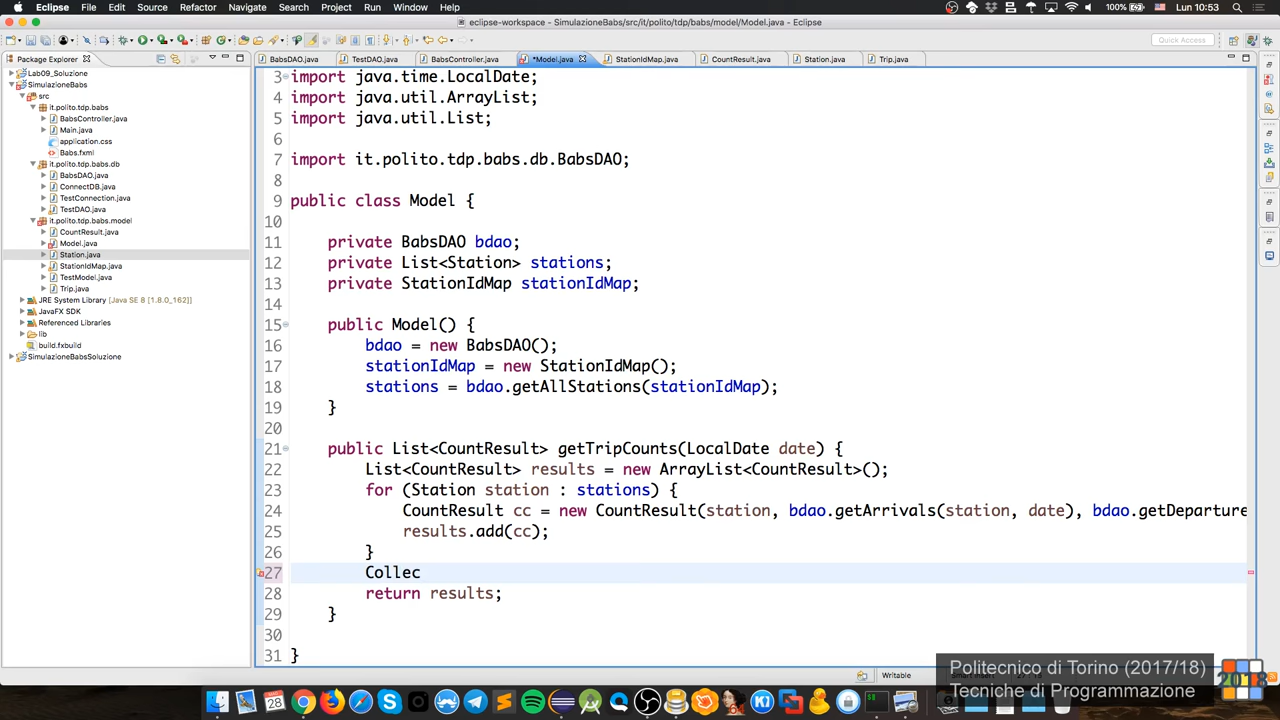 Eclipse File Edit Source Refactor Navigate Search Project Run Window Help 100% Lun 10:53
eclipse-workspace - SimulazioneBabs/src/it/polito/tdp/babs/model/Model.java - Eclipse
Quick Access
Package Explorer
BabsDAO.java TestDAO.java BabsController.java *Model.java StationIdMap.java CountResult.java Station.java Trip.java
Lab09_Soluzione
SimulazioneBabs
src
it.polito.tdp.babs
BabsController.java
Main.java
application.css
Babs.fxml
it.polito.tdp.babs.db
BabsDAO.java
ConnectDB.java
TestConnection.java
TestDAO.java
it.polito.tdp.babs.model
CountResult.java
Model.java
Station.java
StationIdMap.java
TestModel.java
Trip.java
JRE System Library [Java SE 8 [1.8.0_162]]
JavaFX SDK
Referenced Libraries
lib
build.fxbuild
SimulazioneBabsSoluzione
3 import java.time.LocalDate;
4 import java.util.ArrayList;
5 import java.util.List;
6
7 import it.polito.tdp.babs.db.BabsDAO;
8
9 public class Model {
10
11 private BabsDAO bdao;
12 private List<Station> stations;
13 private StationIdMap stationIdMap;
14
15 public Model() {
16 bdao = new BabsDAO();
17 stationIdMap = new StationIdMap();
18 stations = bdao.getAllStations(stationIdMap);
19 }
20
21 public List<CountResult> getTripCounts(LocalDate date) {
22 List<CountResult> results = new ArrayList<CountResult>();
23 for (Station station : stations) {
24 CountResult cc = new CountResult(station, bdao.getArrivals(station, date), bdao.getDeparture
25 results.add(cc);
26 }
27 Collec
28 return results;
29 }
30
31 }
Writable
Politecnico di Torino (2017/18)
Tecniche di Programmazione
2018